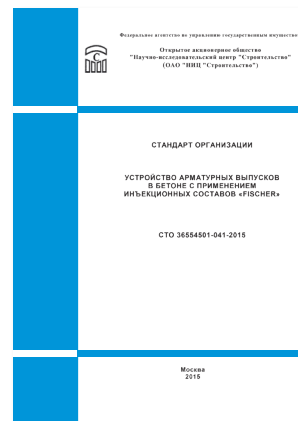 Федеральное агентство по управлению государственным имуществом
Открытое акционерное общество
"Научно-исследовательский центр "Строительство"
(ОАО "НИЦ "Строительство")
С
СТАНДАРТ ОРГАНИЗАЦИИ
УСТРОЙСТВО АРМАТУРНЫХ ВЫПУСКОВ
В БЕТОНЕ С ПРИМЕНЕНИЕМ
ИНЪЕКЦИОННЫХ СОСТАВОВ «FISCHER»
СТО 36554501-041-2015
Москва
2015